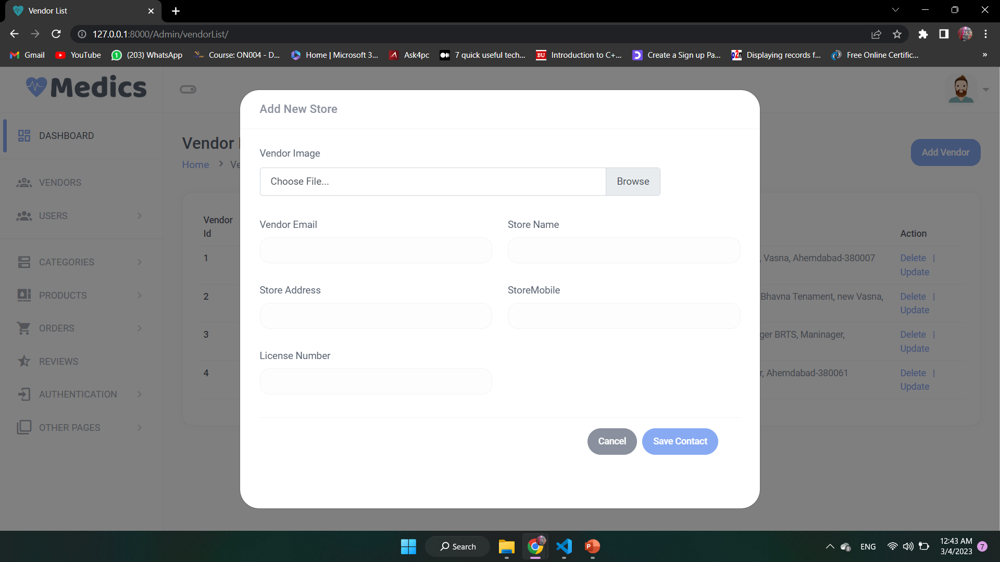 Vendor List
127.0.0.1:8000/Admin/vendorList/
Gmail
YouTube
(203) WhatsApp
Course: ON004 - D...
Home | Microsoft 3...
Ask4pc
7 quick useful tech...
BU
Introduction to C+...
Create a Sign up Pa...
p2n
Displaying records f...
Free Online Certific...
»
Medics
DASHBOARD
VENDORS
USERS
CATEGORIES
PRODUCTS
ORDERS
REVIEWS
AUTHENTICATION
OTHER PAGES
Vendor
Home > Ve
Add Vendor
Vendor
Id
Action
1
, Vasna, Ahemdabad-380007
Delete |
Update
2
Bhavna Tenament, new Vasna,
Delete |
Update
3
ger BRTS, Maninager,
Delete |
Update
4
r, Ahemdabad-380061
Delete |
Update
Add New Store
Vendor Image
Choose File...
Browse
Vendor Email
Store Name
Store Address
StoreMobile
License Number
Cancel
Save Contact
Search
ENG
12:43 AM
3/4/2023
7